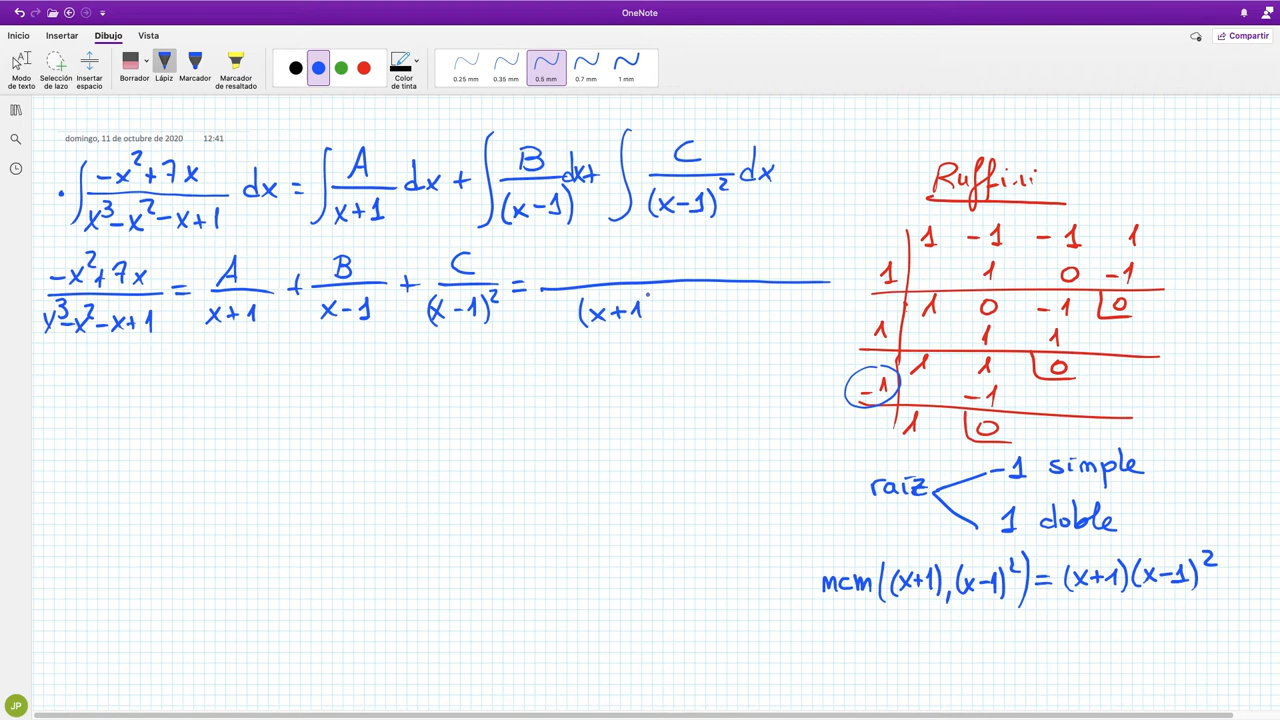 OneNote
Inicio Insertar Dibujo Vista Compartir
Modo de texto Selección de lazo Insertar espacio Borrador Lápiz Marcador Marcador de resaltado Color de tinta 0.25 mm 0.35 mm 0.5 mm 0.7 mm 1 mm
domingo, 11 de octubre de 2020 12:41
∫ (-x²+7x)/(x³-x²-x+1) dx = ∫ A/(x+1) dx + ∫ B/(x-1) dx + ∫ C/(x-1)² dx
(-x²+7x)/(x³-x²-x+1) = A/(x+1) + B/(x-1) + C/(x-1)² = /(x+1
Ruffini
1 -1 -1 1
1 1 0 -1
1 0 -1 0
1 1 1
1 1 0
-1 -1
1 0
raíz -1 simple
1 doble
mcm((x+1),(x-1)²) = (x+1)(x-1)²
JP